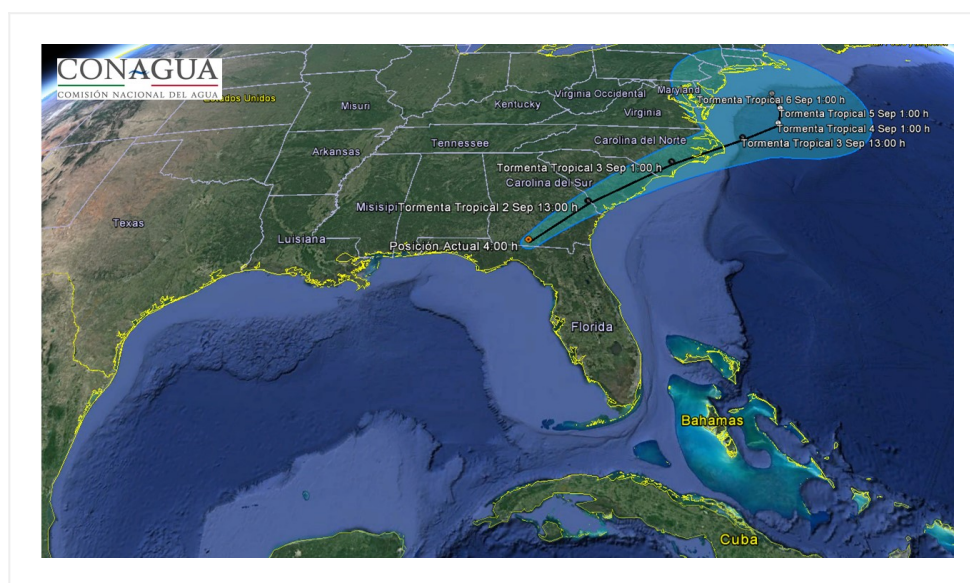 CONAGUA
COMISIÓN NACIONAL DEL AGUA
Estados Unidos
Misuri
Kentucky
Virginia Occidental
Maryland
Virginia
Tormenta Tropical 6 Sep 1:00 h
Tormenta Tropical 5 Sep 1:00 h
Tormenta Tropical 4 Sep 1:00 h
Tormenta Tropical 3 Sep 13:00 h
Arkansas
Tennessee
Carolina del Norte
Tormenta Tropical 3 Sep 1:00 h
Carolina del Sur
Misisipi
Tormenta Tropical 2 Sep 13:00 h
Texas
Luisiana
Posición Actual 4:00 h
Florida
Bahamas
Cuba